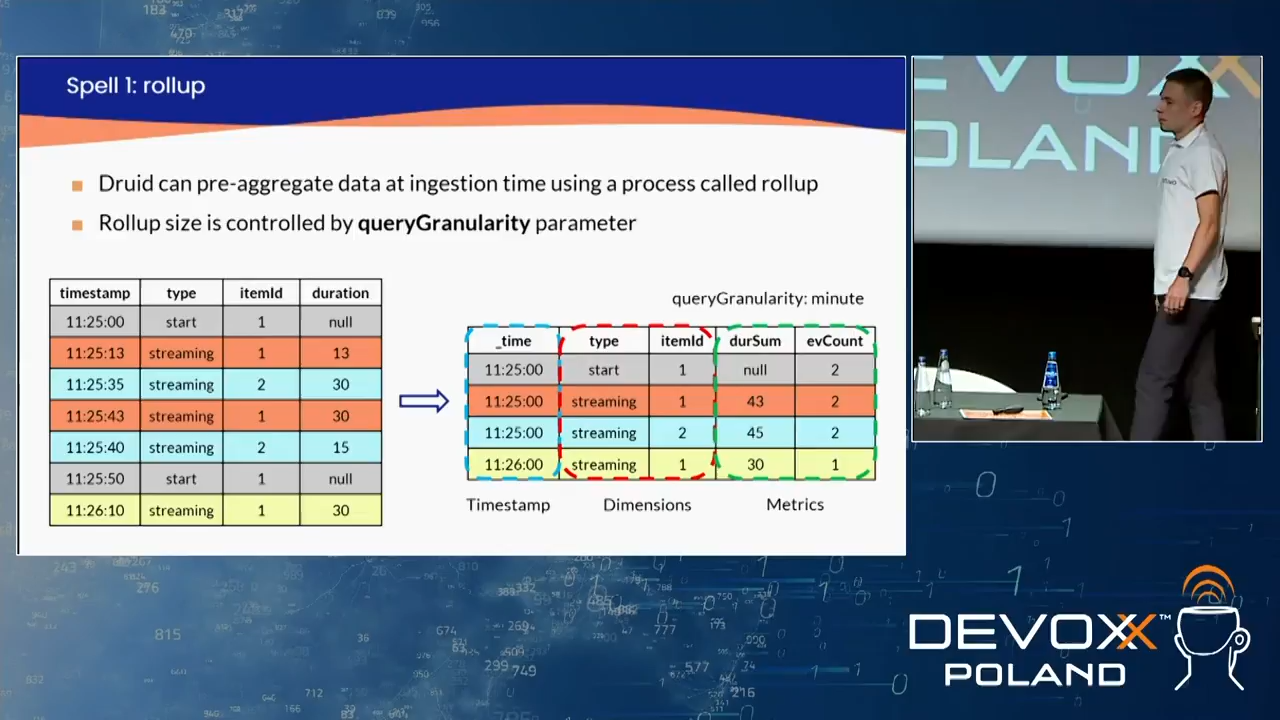 Spell 1: rollup
Druid can pre-aggregate data at ingestion time using a process called rollup
Rollup size is controlled by queryGranularity parameter
timestamp type itemId duration
11:25:00 start 1 null
11:25:13 streaming 1 13
11:25:35 streaming 2 30
11:25:43 streaming 1 30
11:25:40 streaming 2 15
11:25:50 start 1 null
11:26:10 streaming 1 30
queryGranularity: minute
_time type itemId durSum evCount
11:25:00 start 1 null 2
11:25:00 streaming 1 43 2
11:25:00 streaming 2 45 2
11:26:00 streaming 1 30 1
Timestamp Dimensions Metrics
DEVOXX
POLAND
DEVOXX™
POLAND